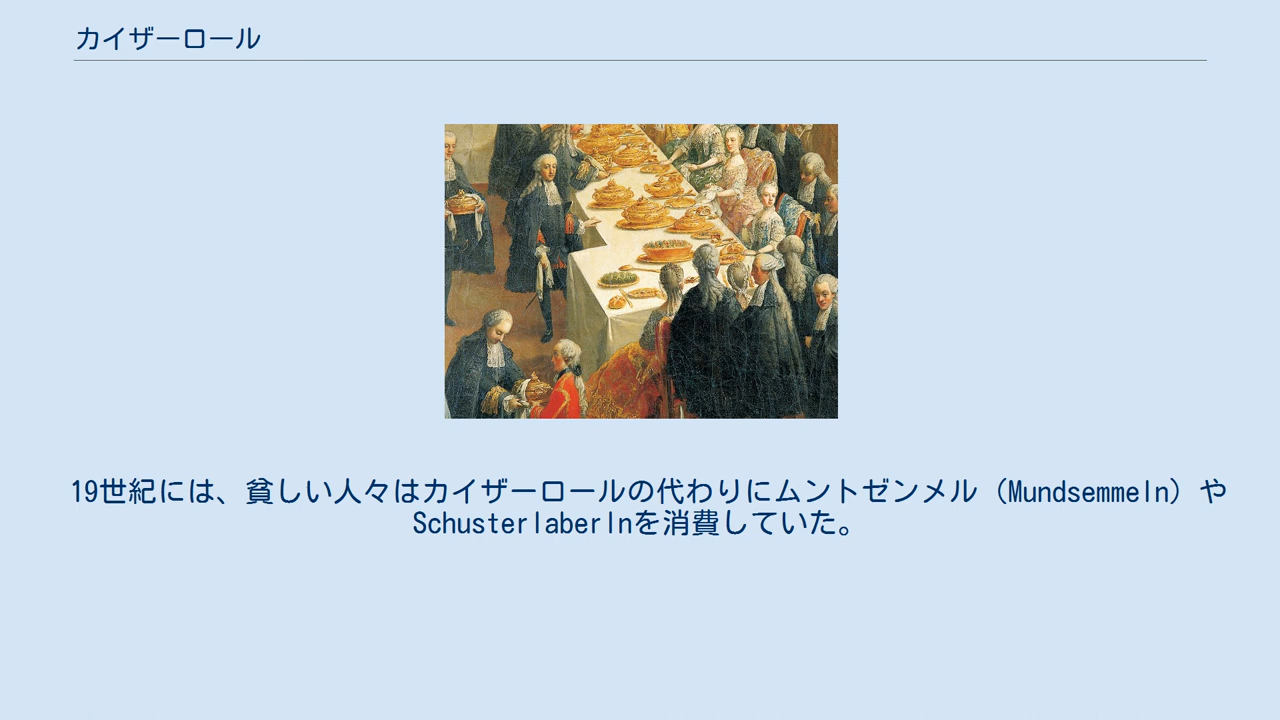 カイザーロール
19世紀には、貧しい人々はカイザーロールの代わりにムントゼンメル（Mundsemmeln）や
Schusterlaberlnを消費していた。